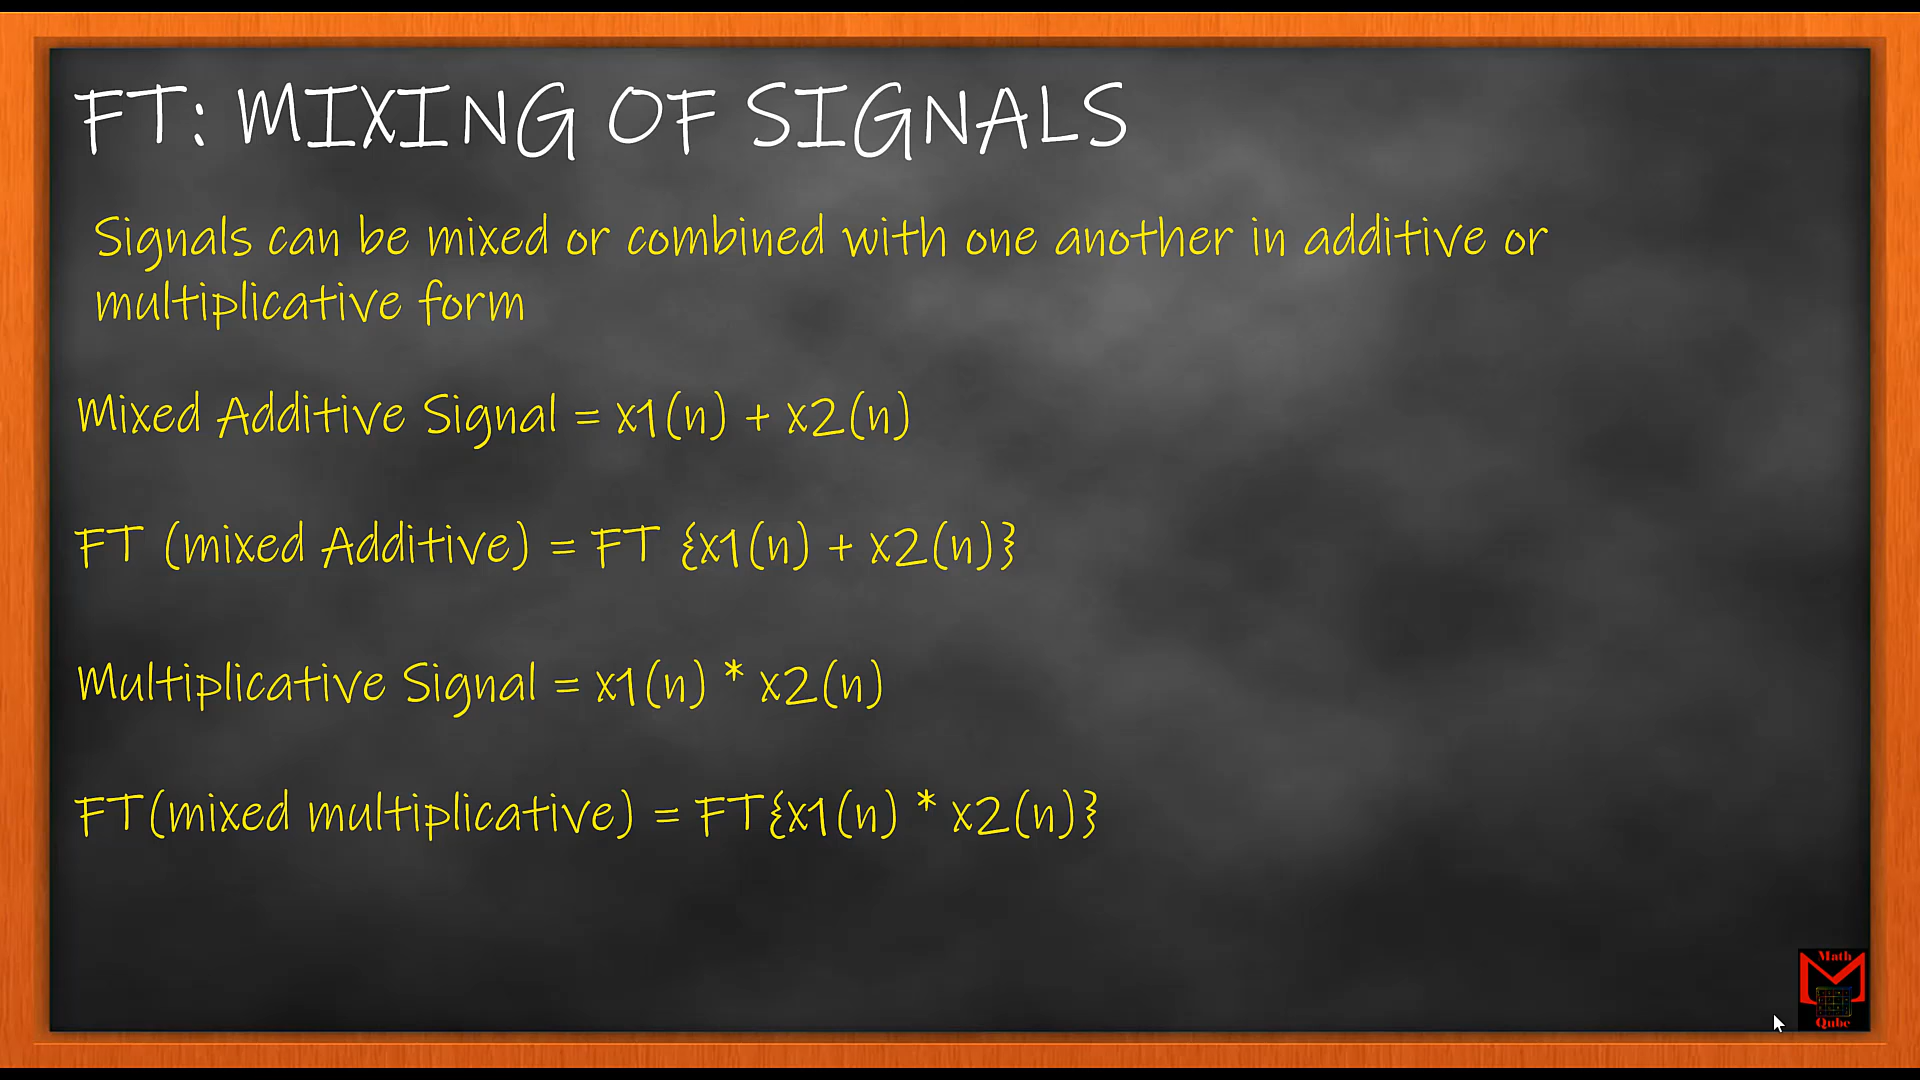 FT: MIXING OF SIGNALS
Signals can be mixed or combined with one another in additive or
multiplicative form
Mixed Additive Signal = x1(n) + x2(n)
FT (mixed Additive) = FT {x1(n) + x2(n)}
Multiplicative Signal = x1(n) * x2(n)
FT(mixed multiplicative) = FT{x1(n) * x2(n)}
Math
Qube